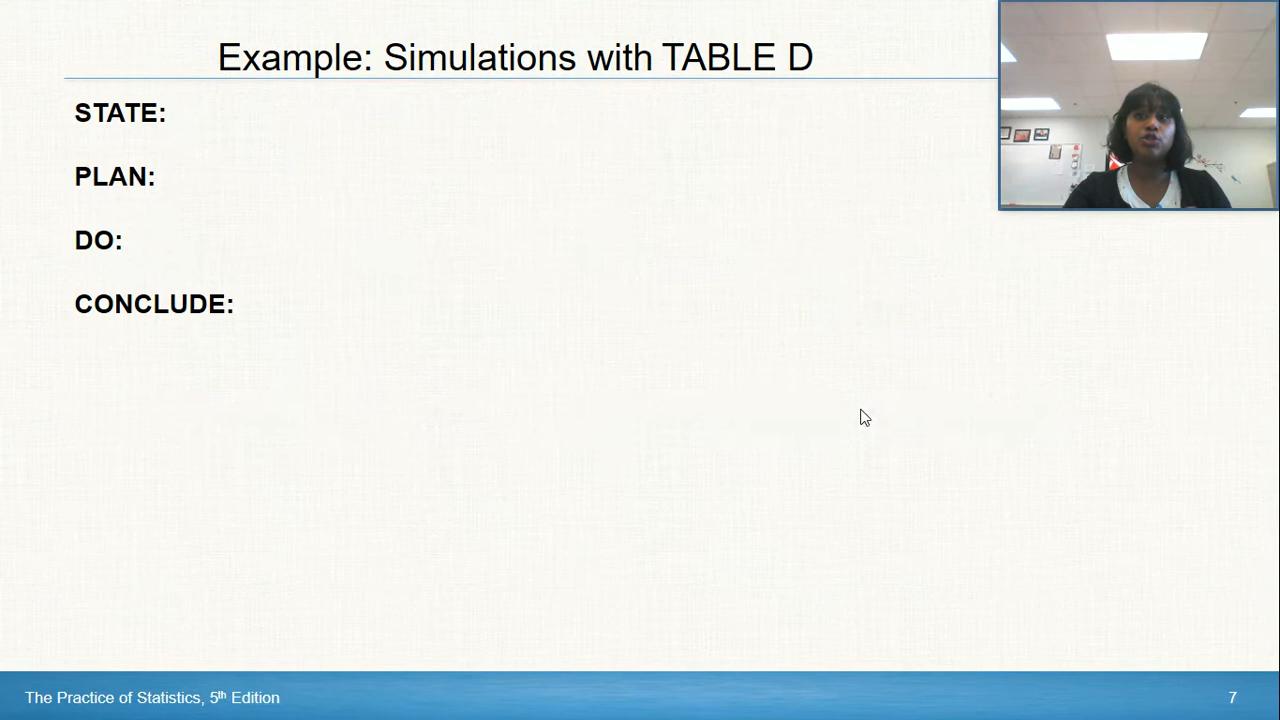 Example: Simulations with TABLE D
STATE:
PLAN:
DO:
CONCLUDE:
The Practice of Statistics, 5th Edition
7